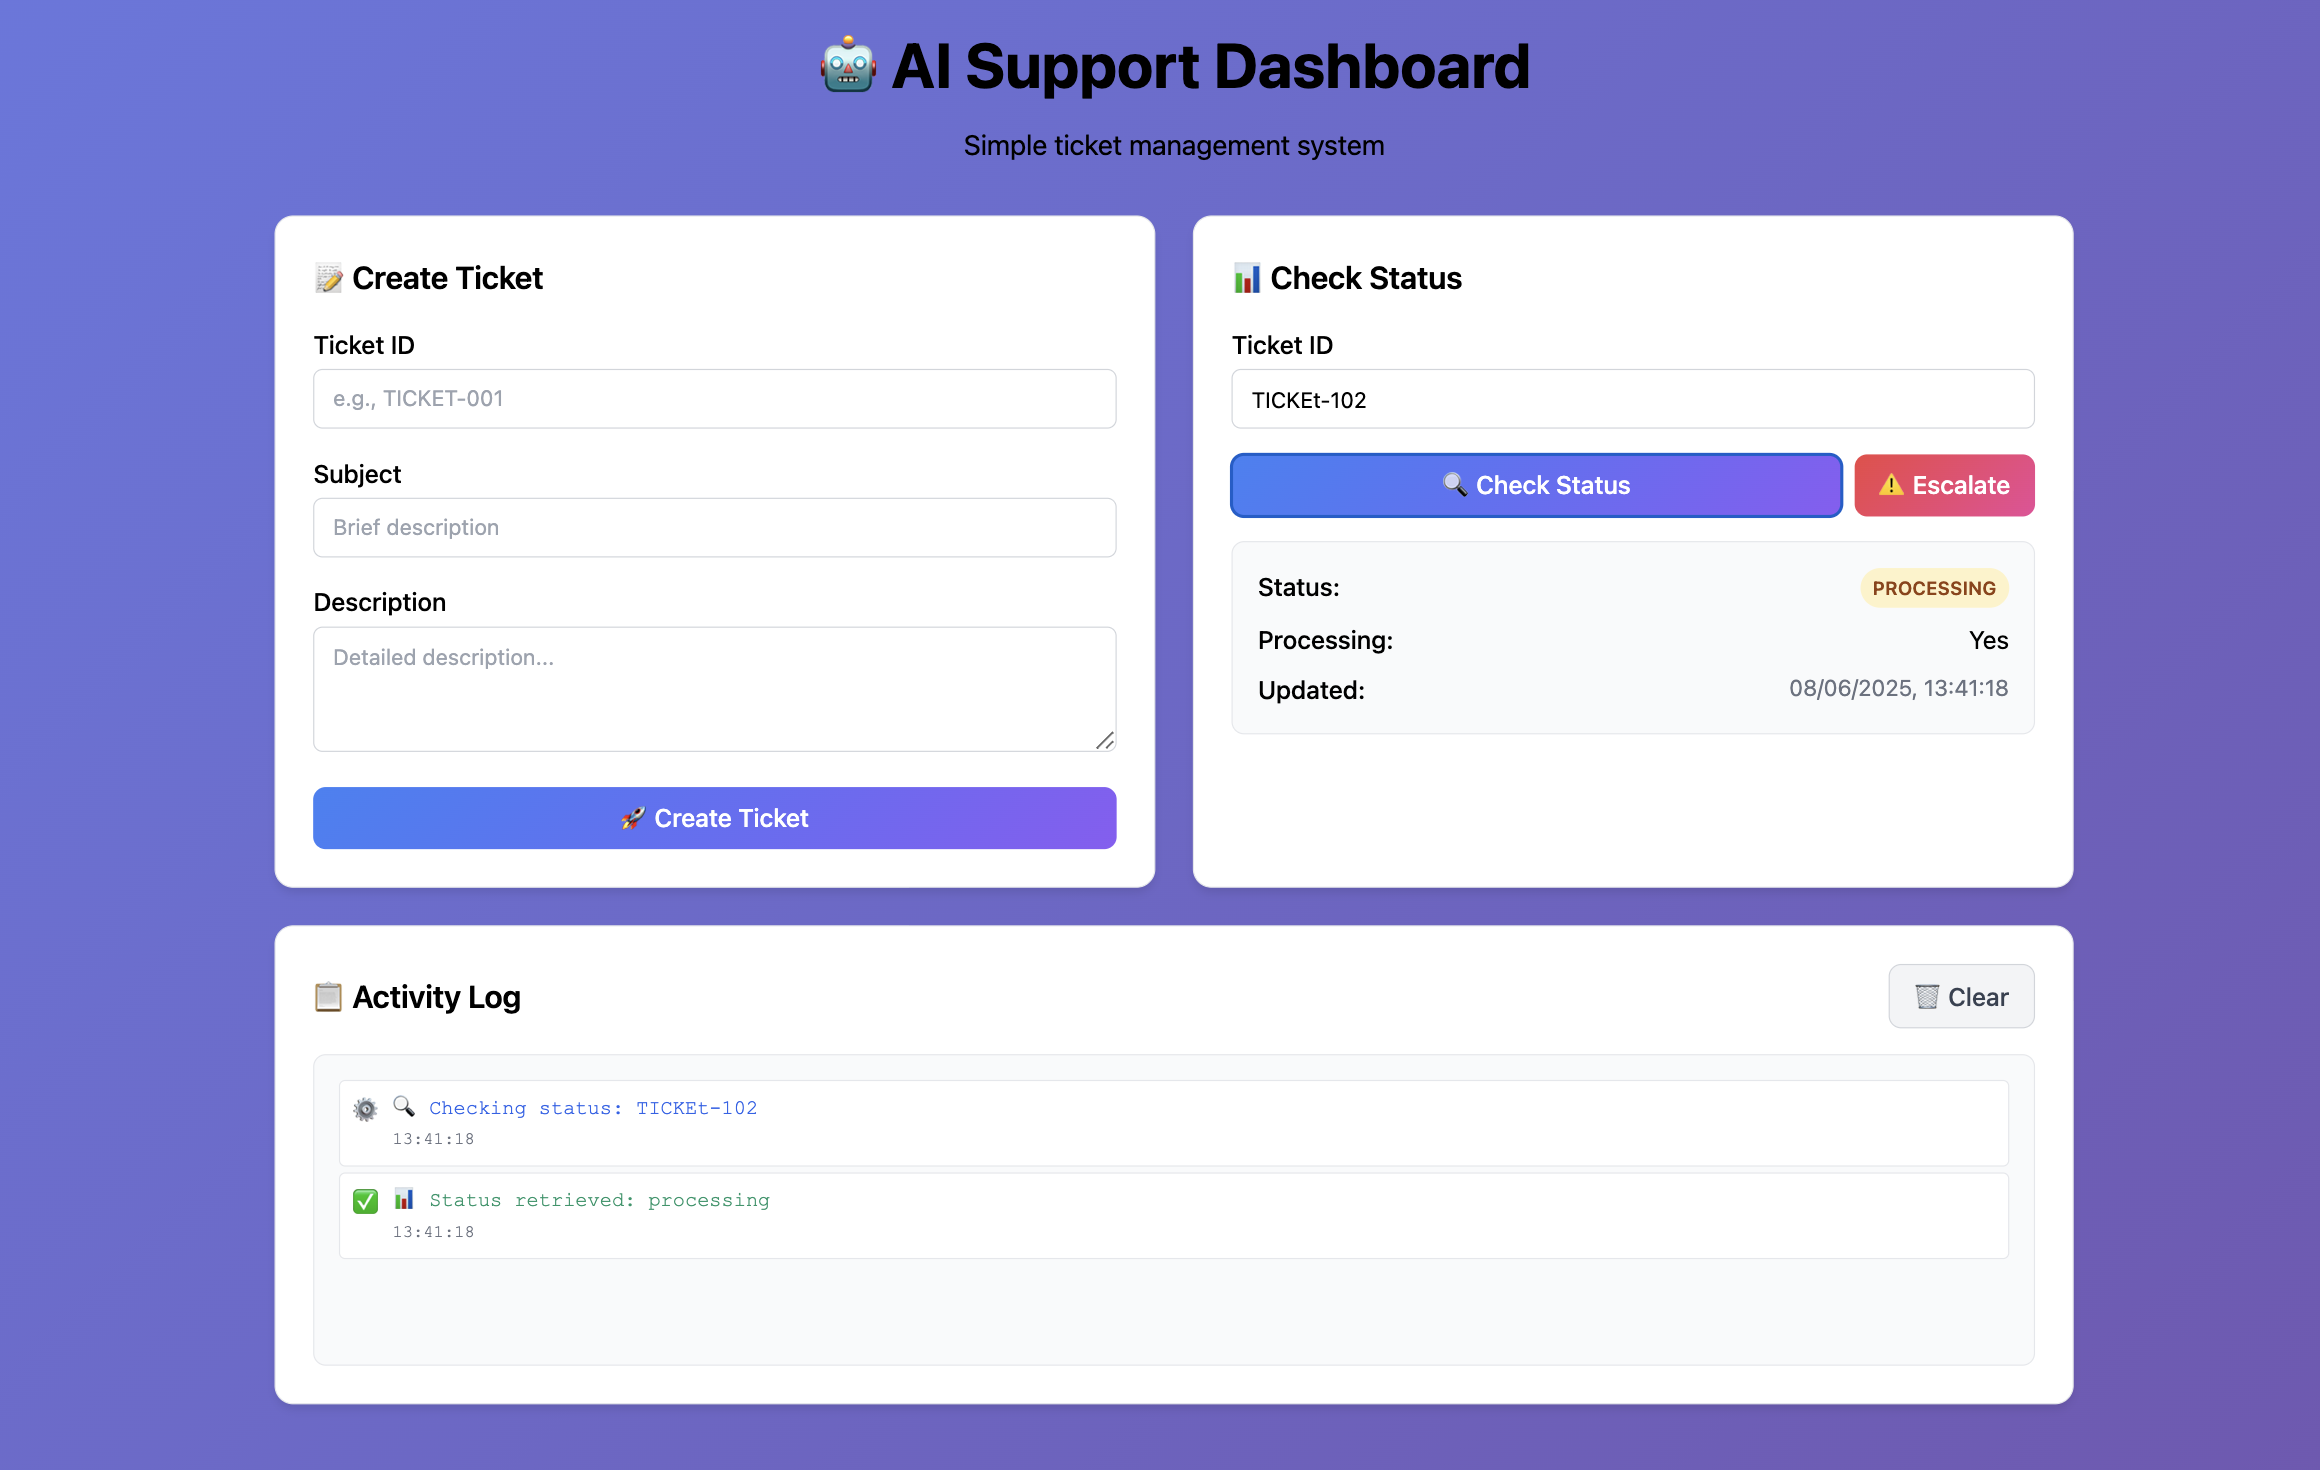 🤖 AI Support Dashboard
Simple ticket management system
📝 Create Ticket
Ticket ID
e.g., TICKET-001
Subject
Brief description
Description
Detailed description...
🚀 Create Ticket
📊 Check Status
Ticket ID
TICKEt-102
🔍 Check Status
⚠️ Escalate
Status: PROCESSING
Processing: Yes
Updated: 08/06/2025, 13:41:18
📋 Activity Log
🗑️ Clear
⚙️ 🔍 Checking status: TICKEt-102
13:41:18
✅ 📊 Status retrieved: processing
13:41:18